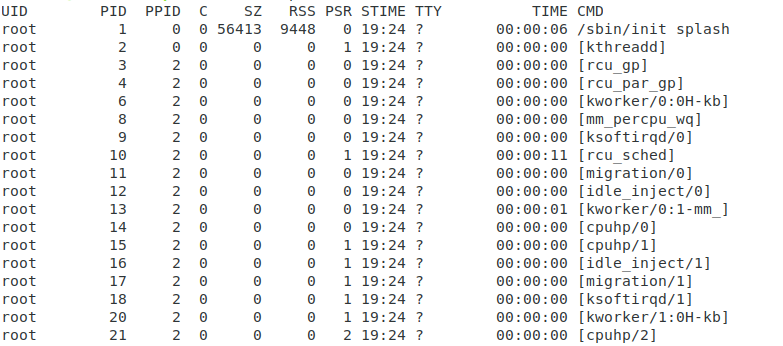 UID        PID  PPID  C    SZ   RSS PSR STIME TTY          TIME CMD
root         1     0  0 56413  9448   0 19:24 ?        00:00:06 /sbin/init splash
root         2     0  0     0     0   1 19:24 ?        00:00:00 [kthreadd]
root         3     2  0     0     0   0 19:24 ?        00:00:00 [rcu_gp]
root         4     2  0     0     0   0 19:24 ?        00:00:00 [rcu_par_gp]
root         6     2  0     0     0   0 19:24 ?        00:00:00 [kworker/0:0H-kb]
root         8     2  0     0     0   0 19:24 ?        00:00:00 [mm_percpu_wq]
root         9     2  0     0     0   0 19:24 ?        00:00:00 [ksoftirqd/0]
root        10     2  0     0     0   1 19:24 ?        00:00:11 [rcu_sched]
root        11     2  0     0     0   0 19:24 ?        00:00:00 [migration/0]
root        12     2  0     0     0   0 19:24 ?        00:00:00 [idle_inject/0]
root        13     2  0     0     0   0 19:24 ?        00:00:01 [kworker/0:1-mm_]
root        14     2  0     0     0   0 19:24 ?        00:00:00 [cpuhp/0]
root        15     2  0     0     0   1 19:24 ?        00:00:00 [cpuhp/1]
root        16     2  0     0     0   1 19:24 ?        00:00:00 [idle_inject/1]
root        17     2  0     0     0   1 19:24 ?        00:00:00 [migration/1]
root        18     2  0     0     0   1 19:24 ?        00:00:00 [ksoftirqd/1]
root        20     2  0     0     0   1 19:24 ?        00:00:00 [kworker/1:0H-kb]
root        21     2  0     0     0   2 19:24 ?        00:00:00 [cpuhp/2]